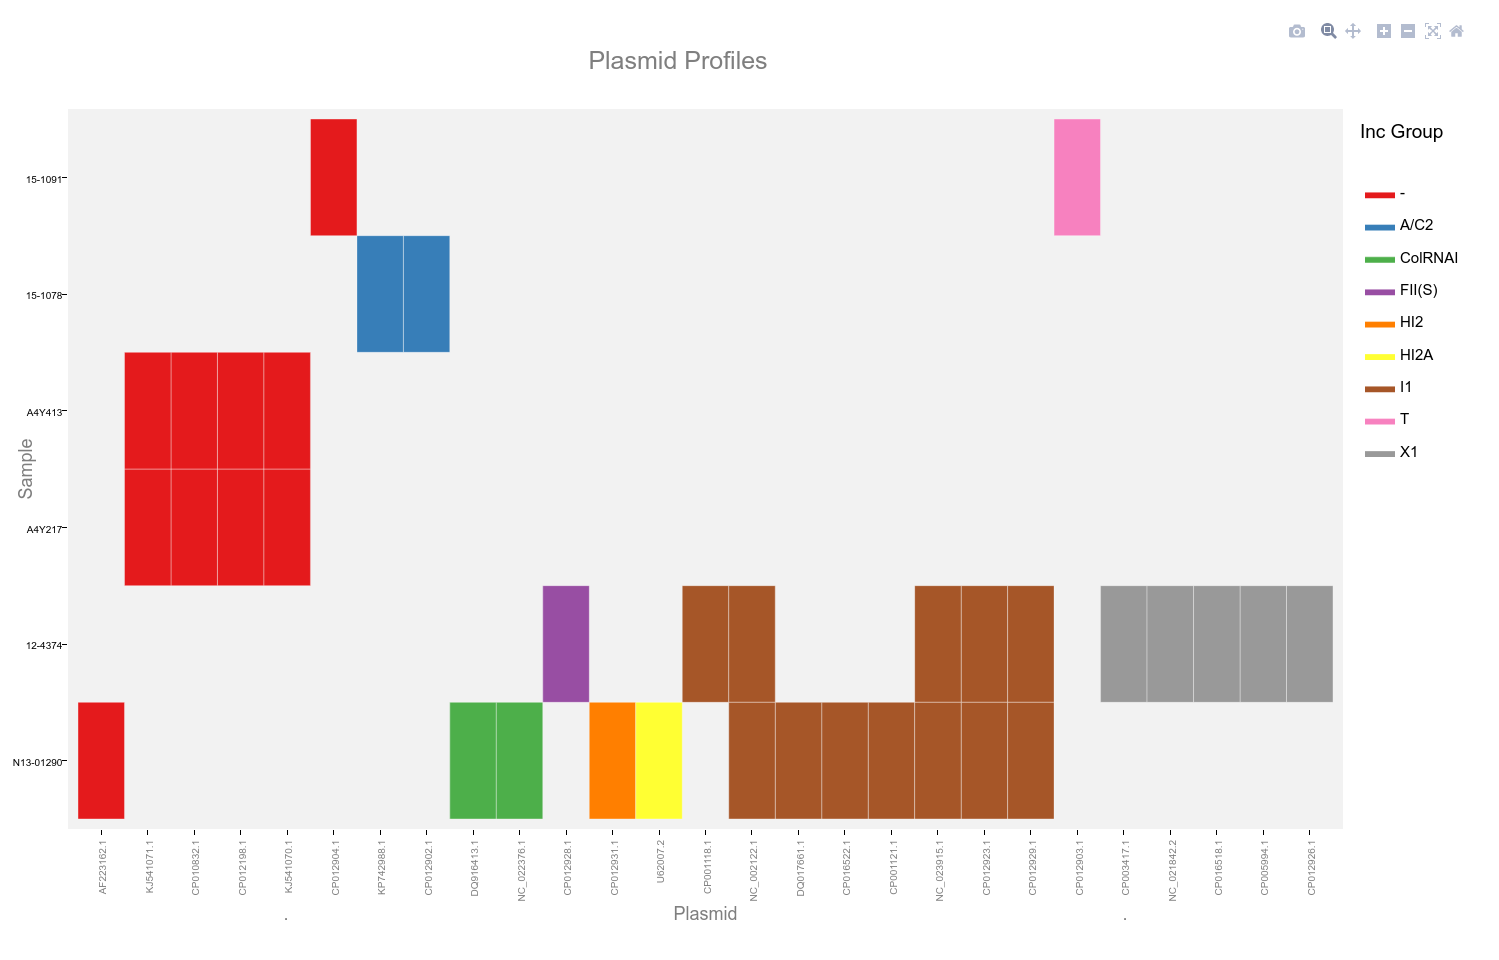 Plasmid Profiles
Inc Group
-
A/C2
ColRNAI
FII(S)
HI2
HI2A
I1
T
X1
Sample
15-1091
15-1078
A4Y413
A4Y217
12-4374
N13-01290
AF223162.1
KJ541071.1
CP010832.1
CP012198.1
KJ541070.1
CP012904.1
KP742988.1
CP012902.1
DQ916413.1
NC_022376.1
CP012928.1
CP012931.1
U62007.2
CP001118.1
NC_002122.1
DQ017661.1
CP016522.1
CP001121.1
NC_023915.1
CP012923.1
CP012929.1
CP012903.1
CP003417.1
NC_021842.2
CP016518.1
CP005994.1
CP012926.1
. Plasmid .